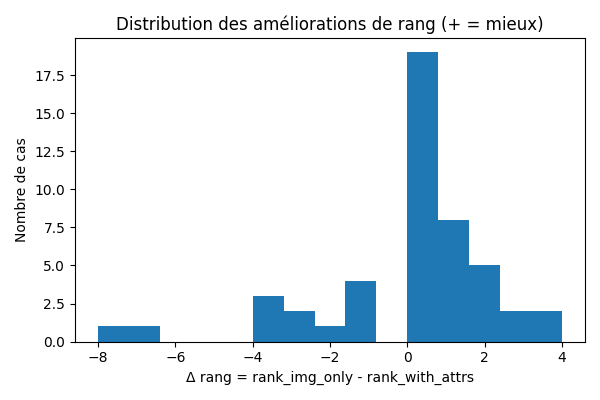 Distribution des améliorations de rang (+ = mieux)
Nombre de cas
17.5
15.0
12.5
10.0
7.5
5.0
2.5
0.0
−8 −6 −4 −2 0 2 4
Δ rang = rank_img_only - rank_with_attrs